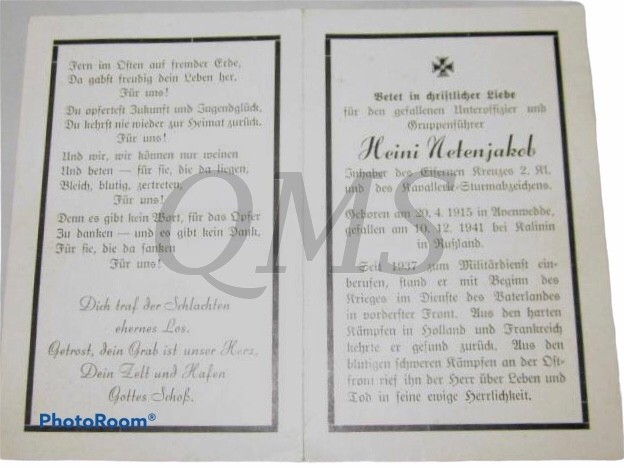 Fern im Osten auf fremder Erde,
Da gabst freudig dein Leben her.
Für uns!
Du opfertest Zukunft und Jugendglück,
Du kehrst nie wieder zur Heimat zurück.
Für uns!
Und wir, wir können nur weinen
Und beten — für sie, die da liegen,
Bleich, blutig, zertreten,
Für uns!
Denn es gibt kein Wort, für das Opfer
Zu danken — und es gibt kein Dank,
Für sie, die da sanken
Für uns!
Dich traf der Schlachten
ehernes Los.
Getrost, dein Grab ist unser Herz,
Dein Zelt und Hafen
Gottes Schoß.
Betet in christlicher Liebe
für den gefallenen Unteroffizier und
Gruppenführer
Heini Netenjakob
Inhaber des Eisernen Kreuzes 2. Kl.
und des Kavallerie-Sturmabzeichens.
Geboren am 20. 4. 1915 in Avenwedde,
gefallen am 10. 12. 1941 bei Kalinin
in Rußland.
Seit 1937 zum Militärdienst ein-
berufen, stand er mit Beginn des
Krieges im Dienste des Vaterlandes
in vorderster Front. Aus den harten
Kämpfen in Holland und Frankreich
kehrte er gesund zurück. Aus den
blutigen schweren Kämpfen an der Ost-
front rief ihn der Herr über Leben und
Tod in seine ewige Herrlichkeit.
QMS
PhotoRoom®